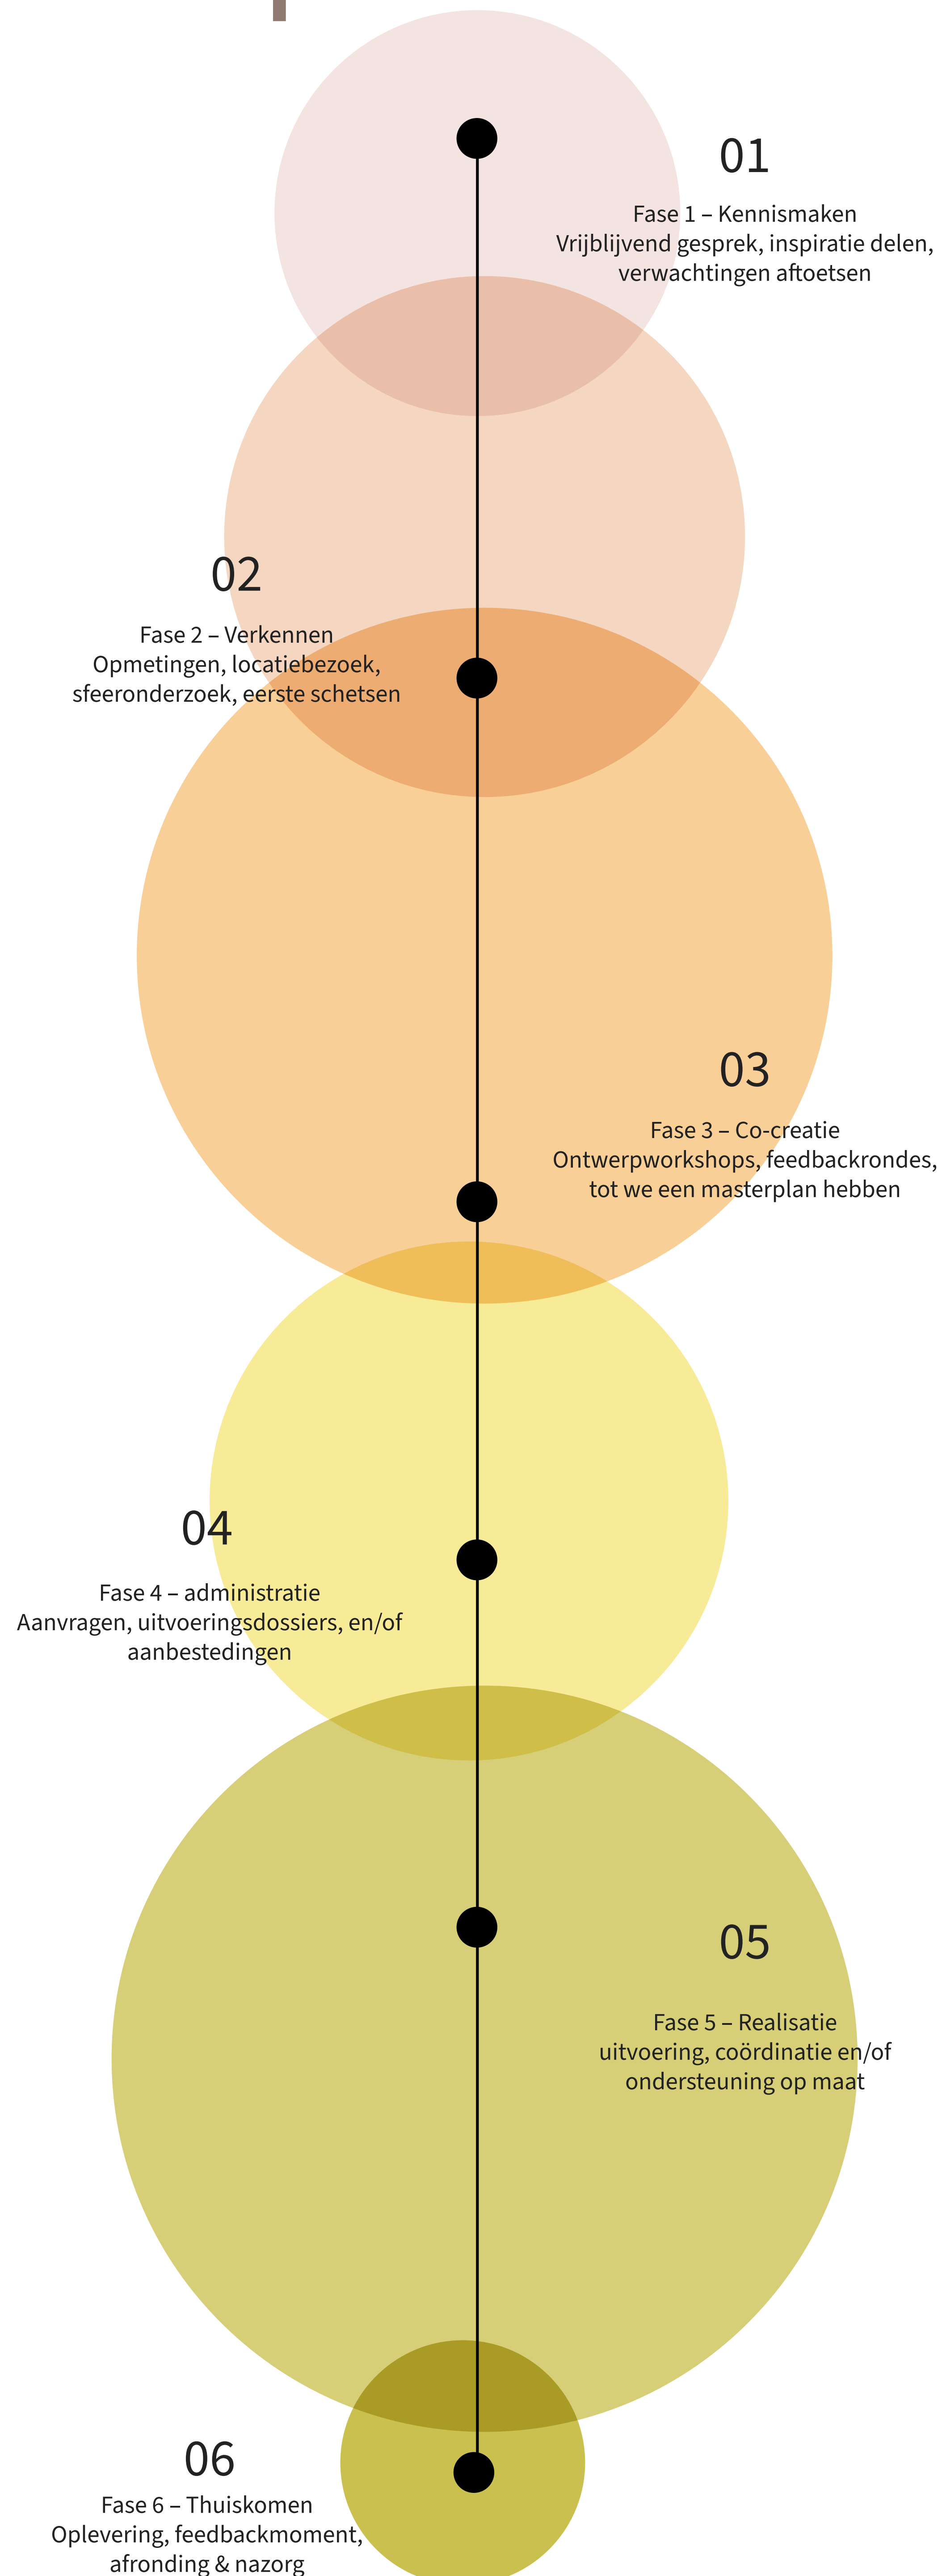 01
Fase 1 – Kennismaken
Vrijblijvend gesprek, inspiratie delen,
verwachtingen aftoetsen
02
Fase 2 – Verkennen
Opmetingen, locatiebezoek,
sfeeronderzoek, eerste schetsen
03
Fase 3 – Co-creatie
Ontwerpworkshops, feedbackrondes,
tot we een masterplan hebben
04
Fase 4 – administratie
Aanvragen, uitvoeringsdossiers, en/of
aanbestedingen
05
Fase 5 – Realisatie
uitvoering, coördinatie en/of
ondersteuning op maat
06
Fase 6 – Thuiskomen
Oplevering, feedbackmoment,
afronding & nazorg